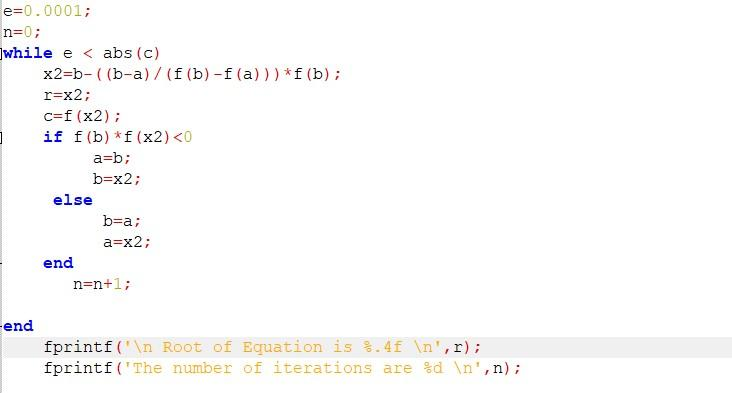 e=0.0001;
n=0;
while e < abs(c)
x2=b-((b-a)/(f(b)-f(a)))*f(b);
r=x2;
c=f(x2);
if f(b)*f(x2)<0
a=b;
b=x2;
else
b=a;
a=x2;
end
n=n+1;
end
fprintf('\n Root of Equation is %.4f \n',r);
fprintf('The number of iterations are %d \n',n);